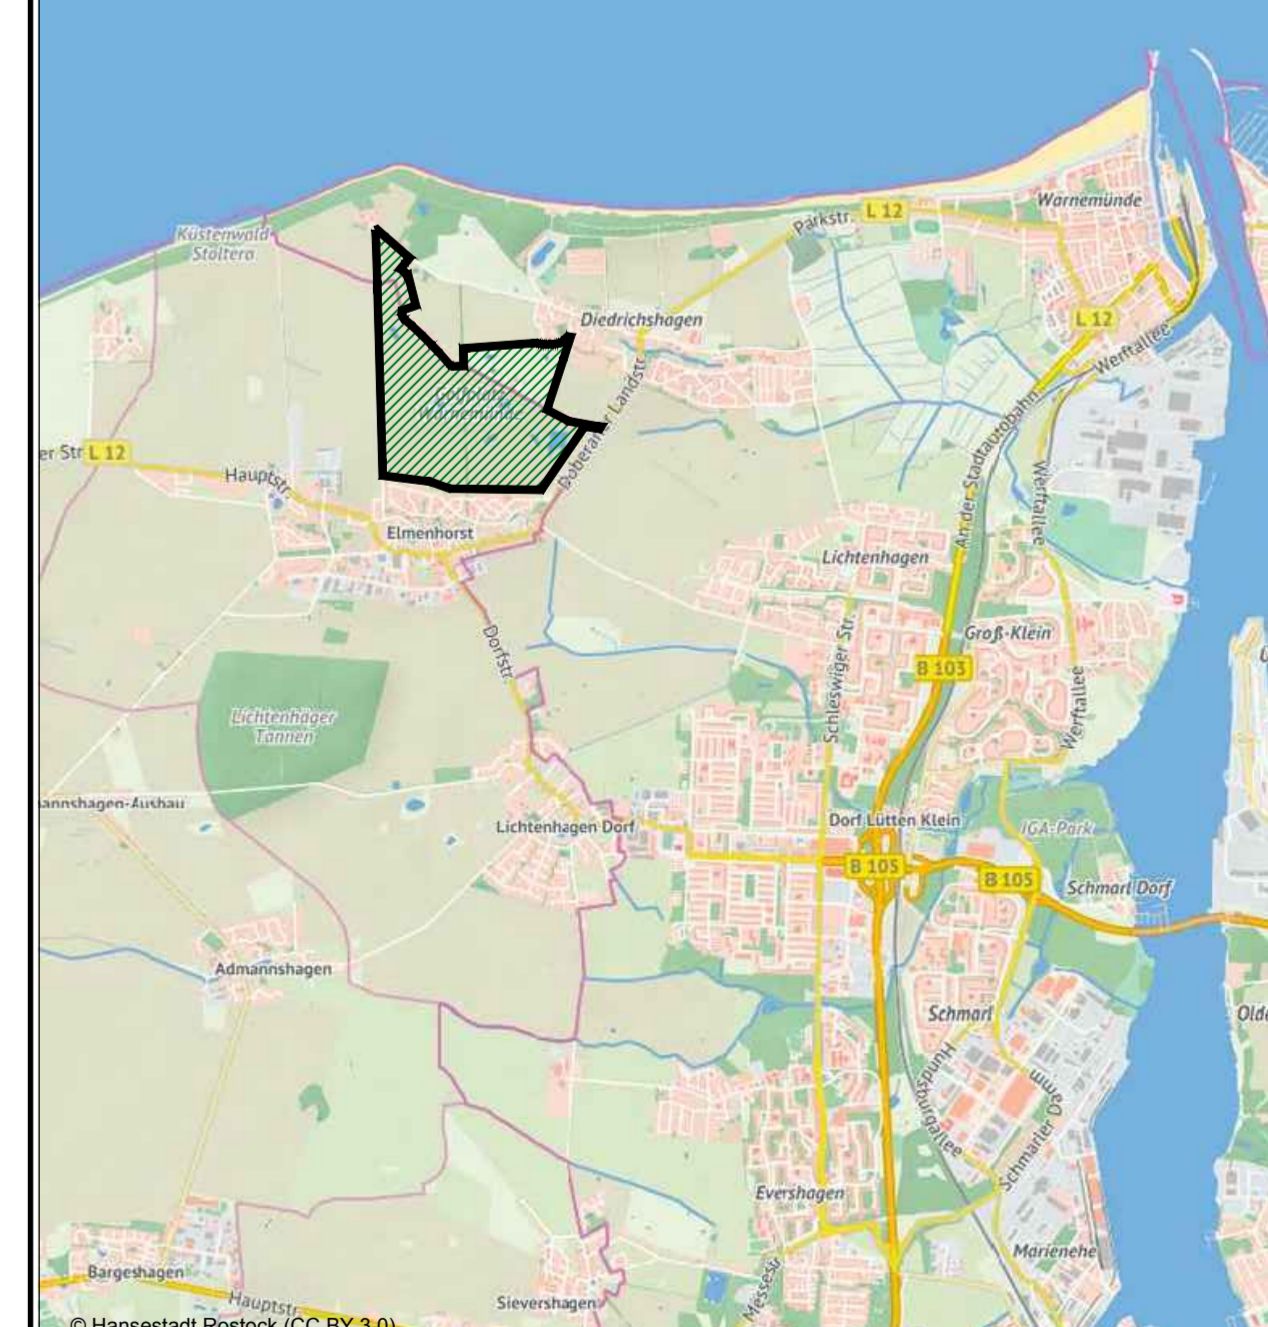 Warnemünde
Parkstr.
L 12
Küstenwald
Stoltera
Diedrichshagen
L 12
Werftallee
Golfplatz
Warnemünde
Doberaner Landstr.
An der Stadtautobahn
er Str
L 12
Hauptstr.
Werftallee
Elmenhorst
Lichtenhagen
Groß-Klein
Dorfstr.
Schleswiger Str.
B 103
Werftallee
Lichtenhäger
Tannen
annshagen-Ausbau
Lichtenhagen Dorf
Dorf Lütten Klein
IGA-Park
B 105
B 105
Schmarl Dorf
Admannshagen
Schmarl
Olde
Hundsburgallee
Schmarler Damm
Evershagen
Marienehe
Bargeshagen
Messestr
Hauptstr.
Sievershagen
© Hansestadt Rostock (CC BY 3.0)